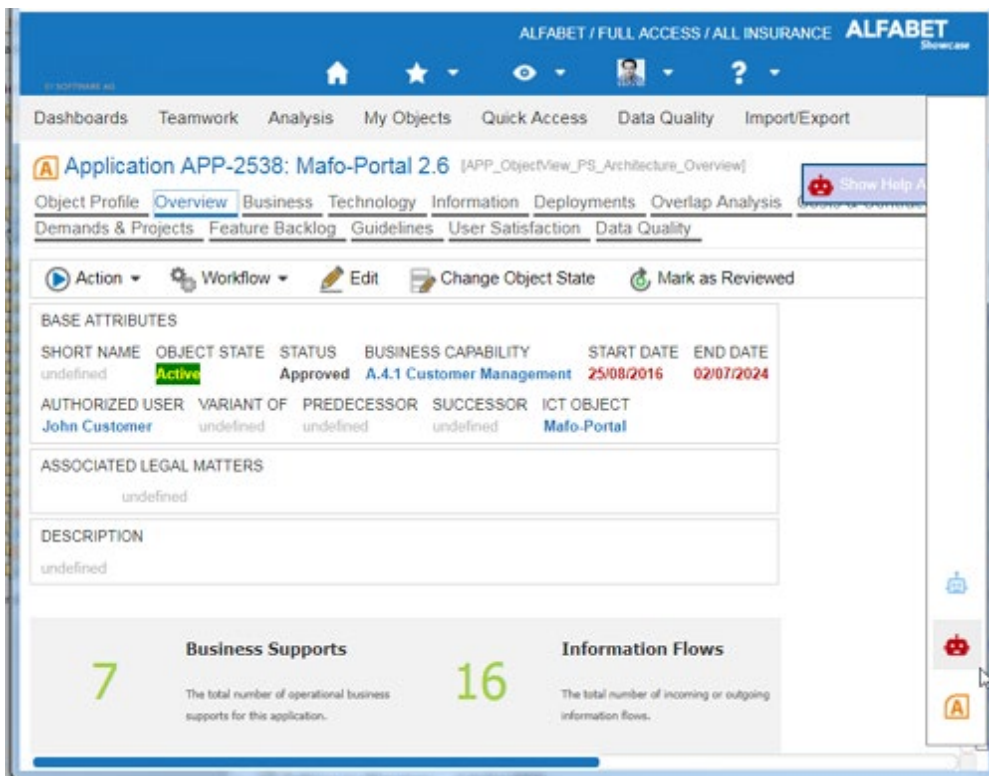 ALFABET / FULL ACCESS / ALL INSURANCE ALFABET
Showcase
BY SOFTWARE AG
Dashboards Teamwork Analysis My Objects Quick Access Data Quality Import/Export
Application APP-2538: Mafo-Portal 2.6 [APP_ObjectView_PS_Architecture_Overview]
Show Help A
Object Profile Overview Business Technology Information Deployments Overlap Analysis
Demands & Projects Feature Backlog Guidelines User Satisfaction Data Quality
Action Workflow Edit Change Object State Mark as Reviewed
BASE ATTRIBUTES
SHORT NAME OBJECT STATE STATUS BUSINESS CAPABILITY START DATE END DATE
undefined Active Approved A.4.1 Customer Management 25/08/2016 02/07/2024
AUTHORIZED USER VARIANT OF PREDECESSOR SUCCESSOR ICT OBJECT
John Customer undefined undefined undefined Mafo-Portal
ASSOCIATED LEGAL MATTERS
undefined
DESCRIPTION
undefined
7
Business Supports
The total number of operational business
supports for this application.
16
Information Flows
The total number of incoming or outgoing
information flows.